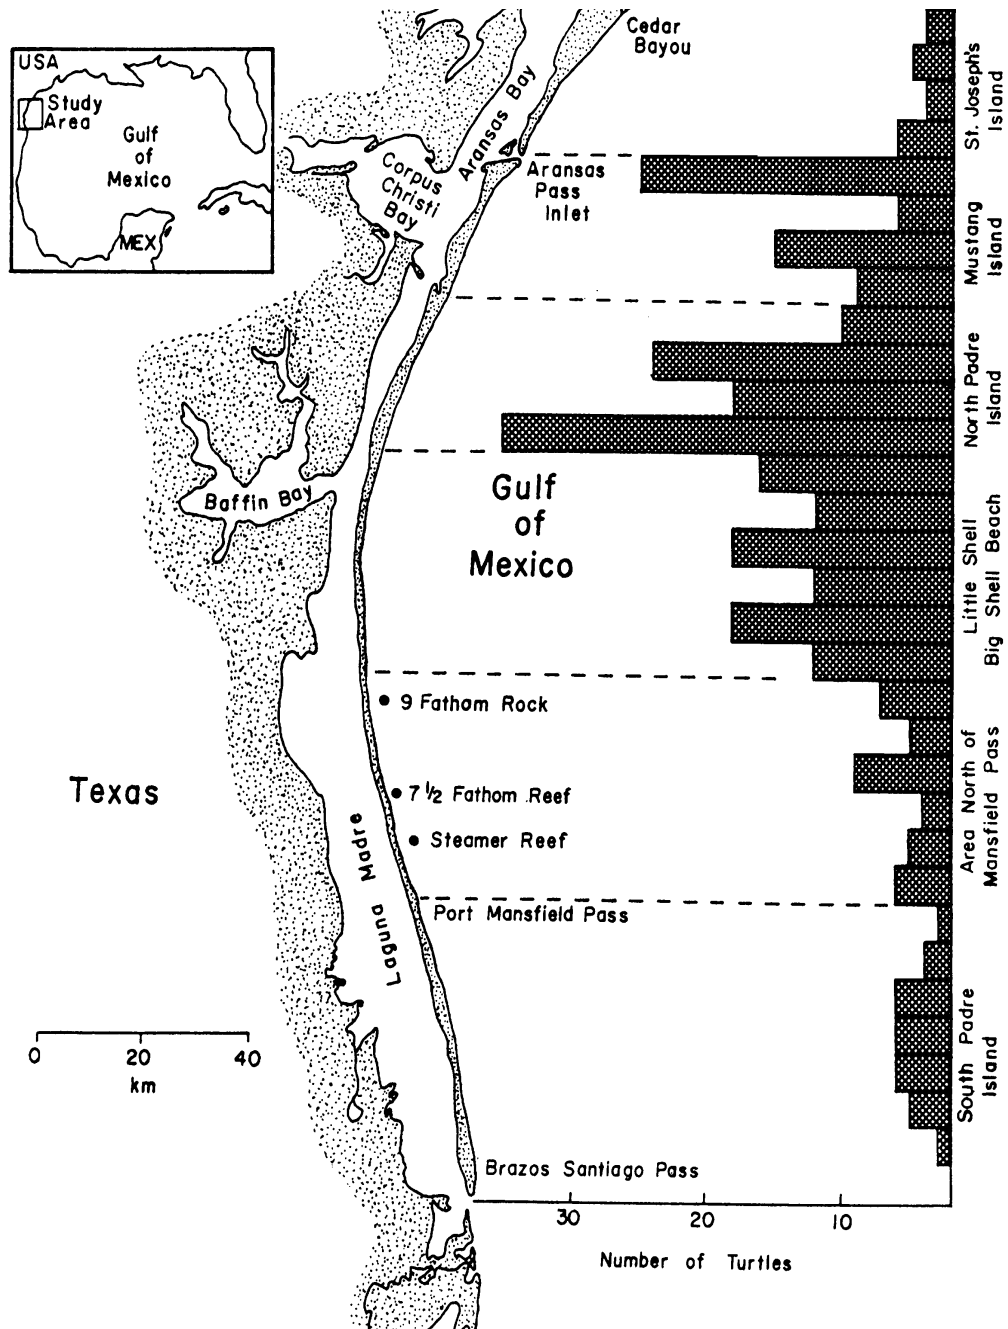 USA
Study
Area
Gulf
of
Mexico
MEX
Cedar
Bayou
Aransas Bay
Corpus
Christi
Bay
Aransas
Pass
Inlet
Baffin Bay
Gulf
of
Mexico
9 Fathom Rock
7 1/2 Fathom Reef
Steamer Reef
Texas
Laguna Madre
Port Mansfield Pass
0 20 40
km
Brazos Santiago Pass
30 20 10
Number of Turtles
St. Joseph's
Island
Mustang
Island
North Padre
Island
Little Shell
Big Shell Beach
Area North of
Mansfield Pass
South Padre
Island